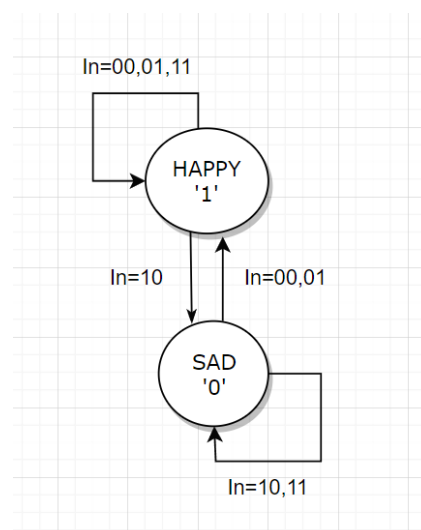 In=00,01,11
HAPPY
'1'
In=10
In=00,01
SAD
'0'
In=10,11